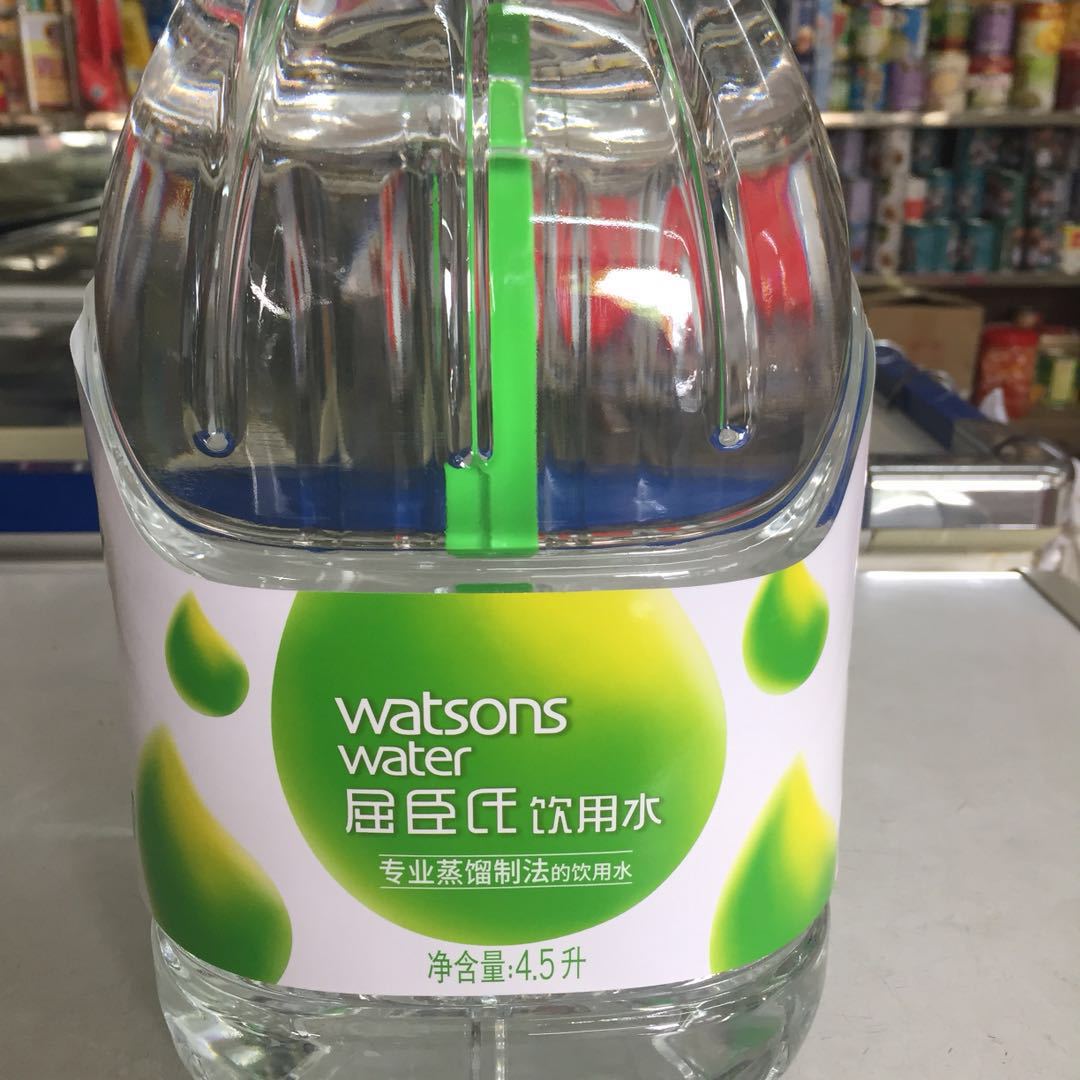 watsons
water
屈臣氏 饮用水
专业蒸馏制法的饮用水
净含量:4.5升